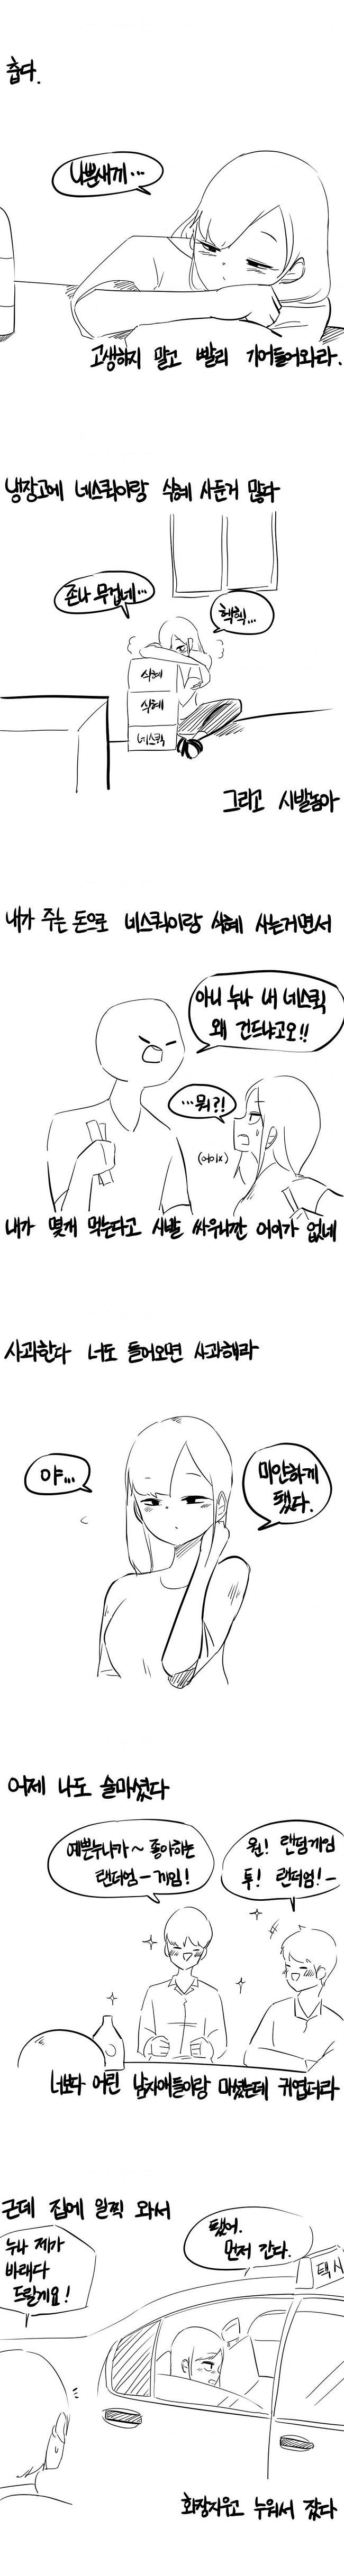 춥다.
나쁜새끼...
고생하지 말고 빨리 기어들어와라.
냉장고에 네스퀵이랑 식혜 사둔거 많다
존나 무겁네...
헥헥...
식혜
식혜
네스퀵
그리고 시발놈아
내가 주는 돈으로 네스퀵이랑 식혜 사는거면서
아니 누나 내 네스퀵
왜 건드냐고오!!
...뭐?!
내가 몇개 먹는다고 시발 싸우니깐 어이가 없네
사과한다 너도 들어오면 사과해라
야...
미안하게
됐다.
어제 나도 술마셨다
예쁜누나가~ 좋아하는
랜더엄-게임!
원! 랜덤게임
투! 랜더엄!-
너보다 어린 남자애들이랑 마셨는데 귀엽더라
근데 집에 일찍 와서
누나 제가
바래다
드릴게요!
됐어.
먼저 간다.
택시
화장지우고 누워서 잤다